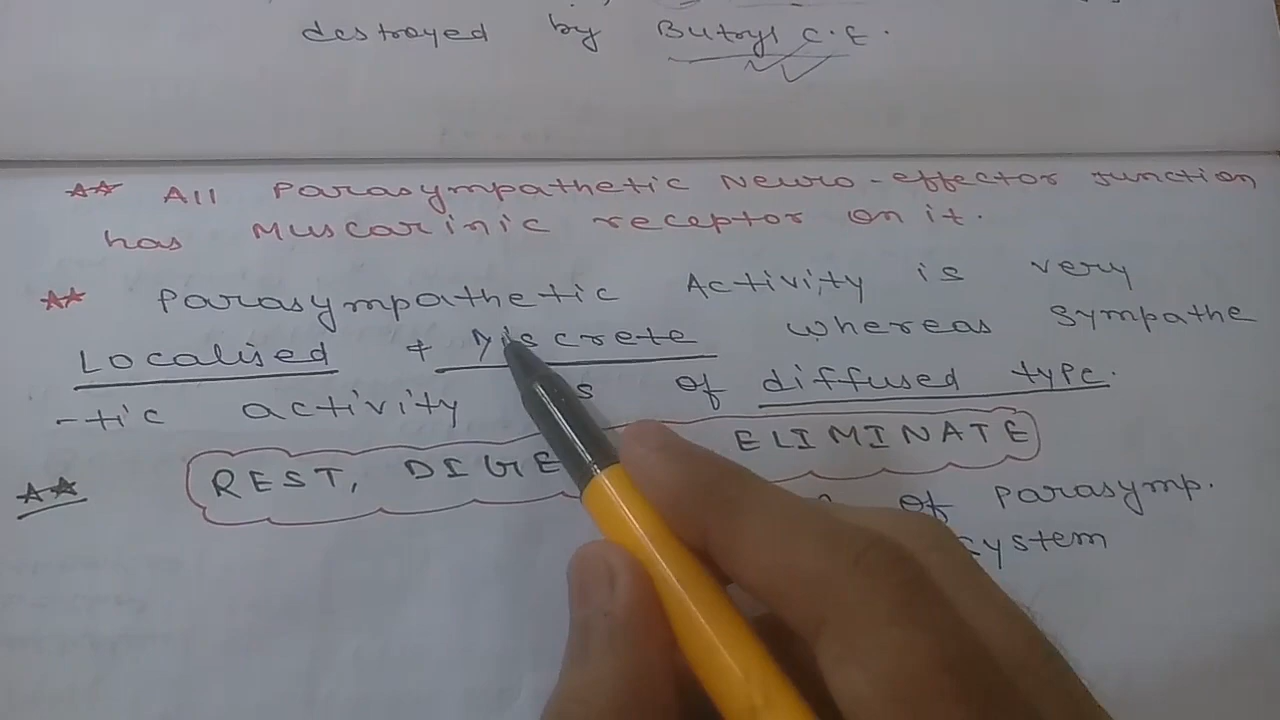 destroyed by Butryl C.E.
** All Parasympathetic Neuro-effector Junction
has Muscarinic receptor on it.
** Parasympathetic Activity is very
Localised + Discrete whereas Sympathe
-tic activity is of diffused type.
** REST, DIGE ELIMINATE
of Parasymp.
system